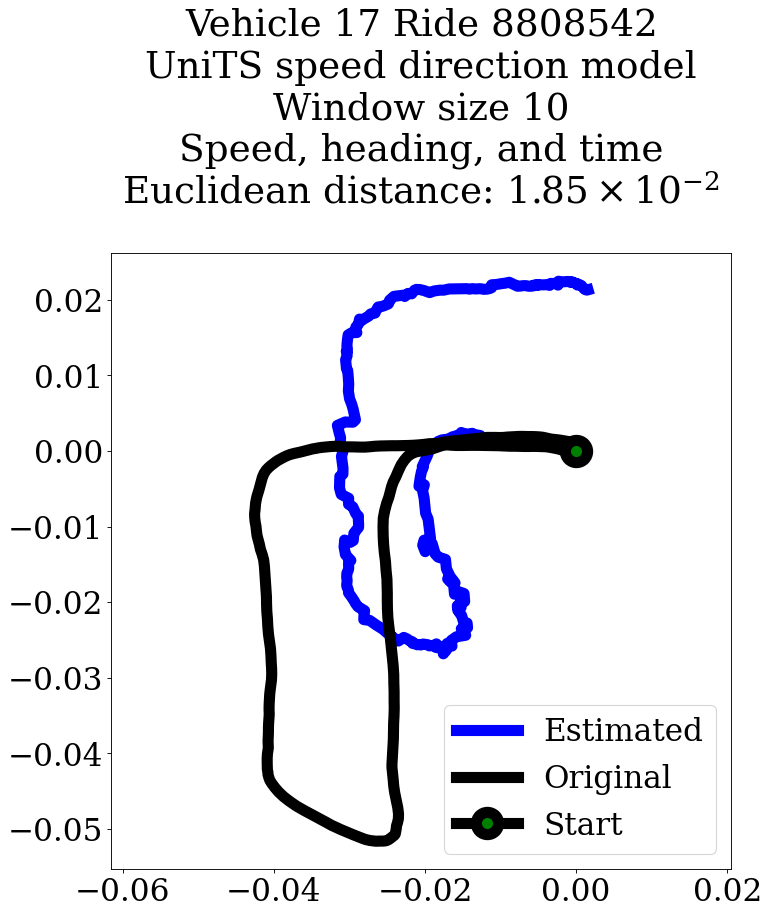 Vehicle 17 Ride 8808542
UniTS speed direction model
Window size 10
Speed, heading, and time
Euclidean distance: 1.85 × 10⁻²
0.02
0.01
0.00
−0.01
−0.02
−0.03
−0.04
−0.05
Estimated
Original
Start
−0.06
−0.04
−0.02
0.00
0.02